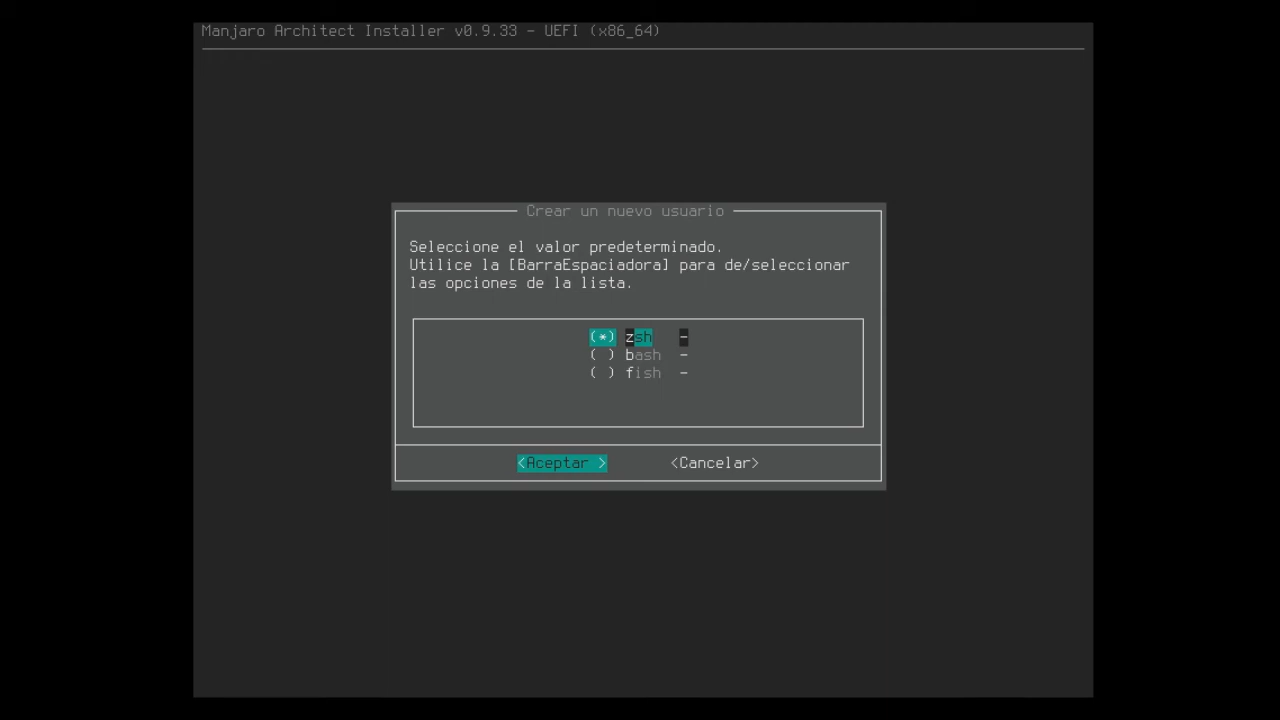 Manjaro Architect Installer v0.9.33 - UEFI (x86_64)
Crear un nuevo usuario
Seleccione el valor predeterminado.
Utilice la [BarraEspaciadora] para de/seleccionar
las opciones de la lista.
(*) zsh -
( ) bash -
( ) fish -
<Aceptar > <Cancelar>